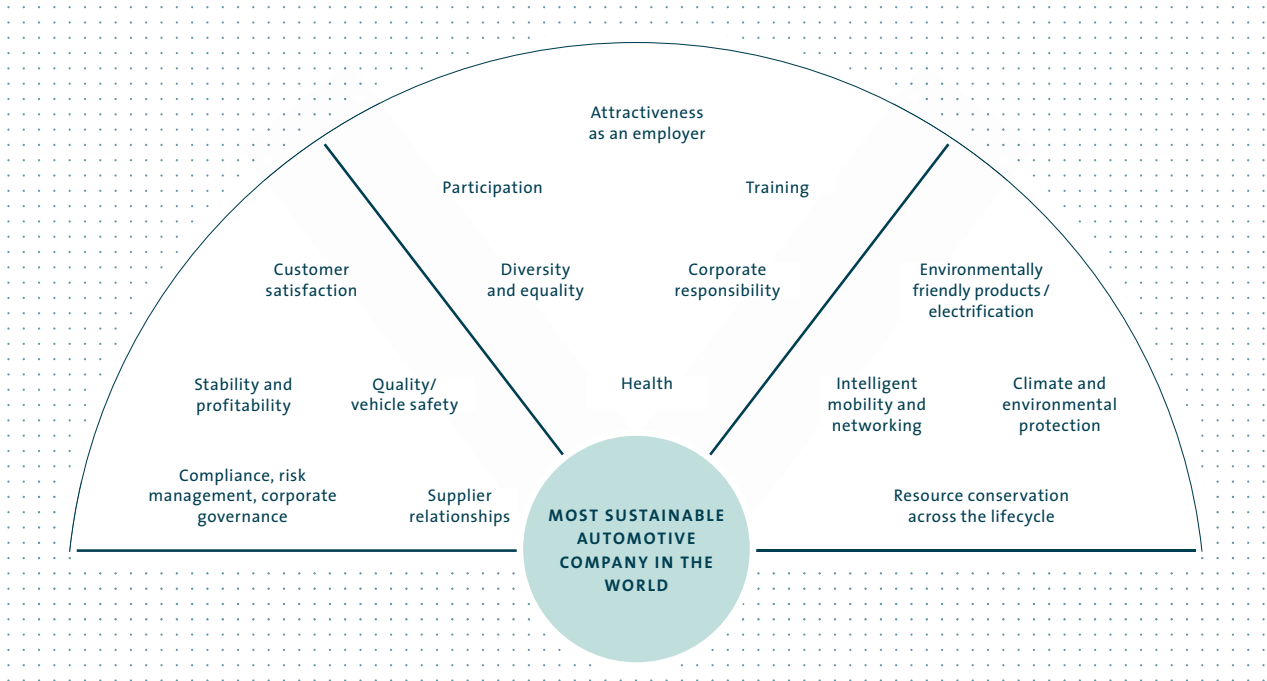 Attractiveness
as an employer
Participation
Training
Customer
satisfaction
Diversity
and equality
Corporate
responsibility
Environmentally
friendly products/
electrification
Stability and
profitability
Quality/
vehicle safety
Health
Intelligent
mobility and
networking
Climate and
environmental
protection
Compliance, risk
management, corporate
governance
Supplier
relationships
Resource conservation
across the lifecycle
MOST SUSTAINABLE
AUTOMOTIVE
COMPANY IN THE
WORLD